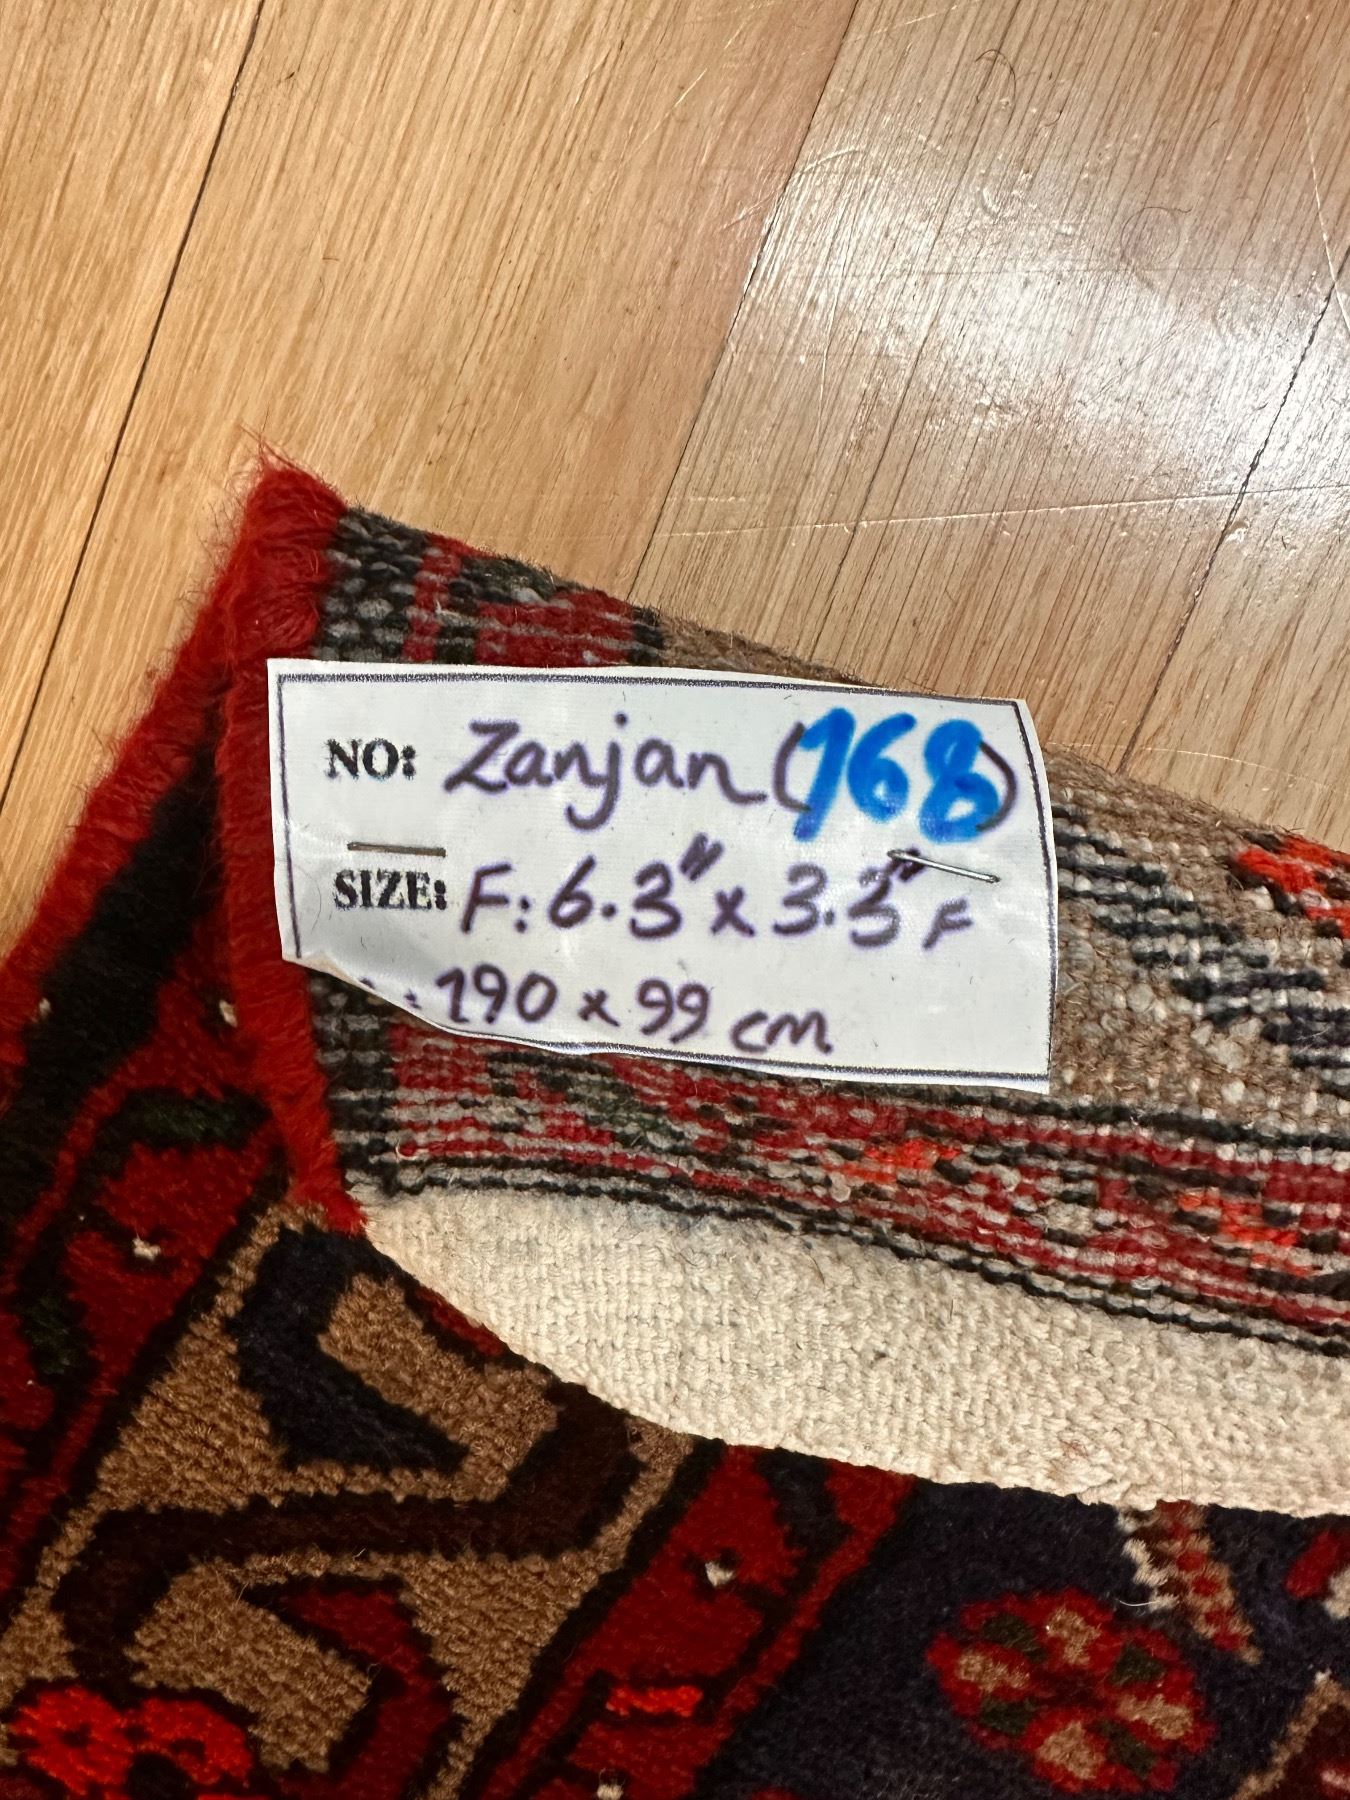 NO: Zanjan (168)
SIZE: F: 6.3" x 3.3" F
: 190 x 99 cm